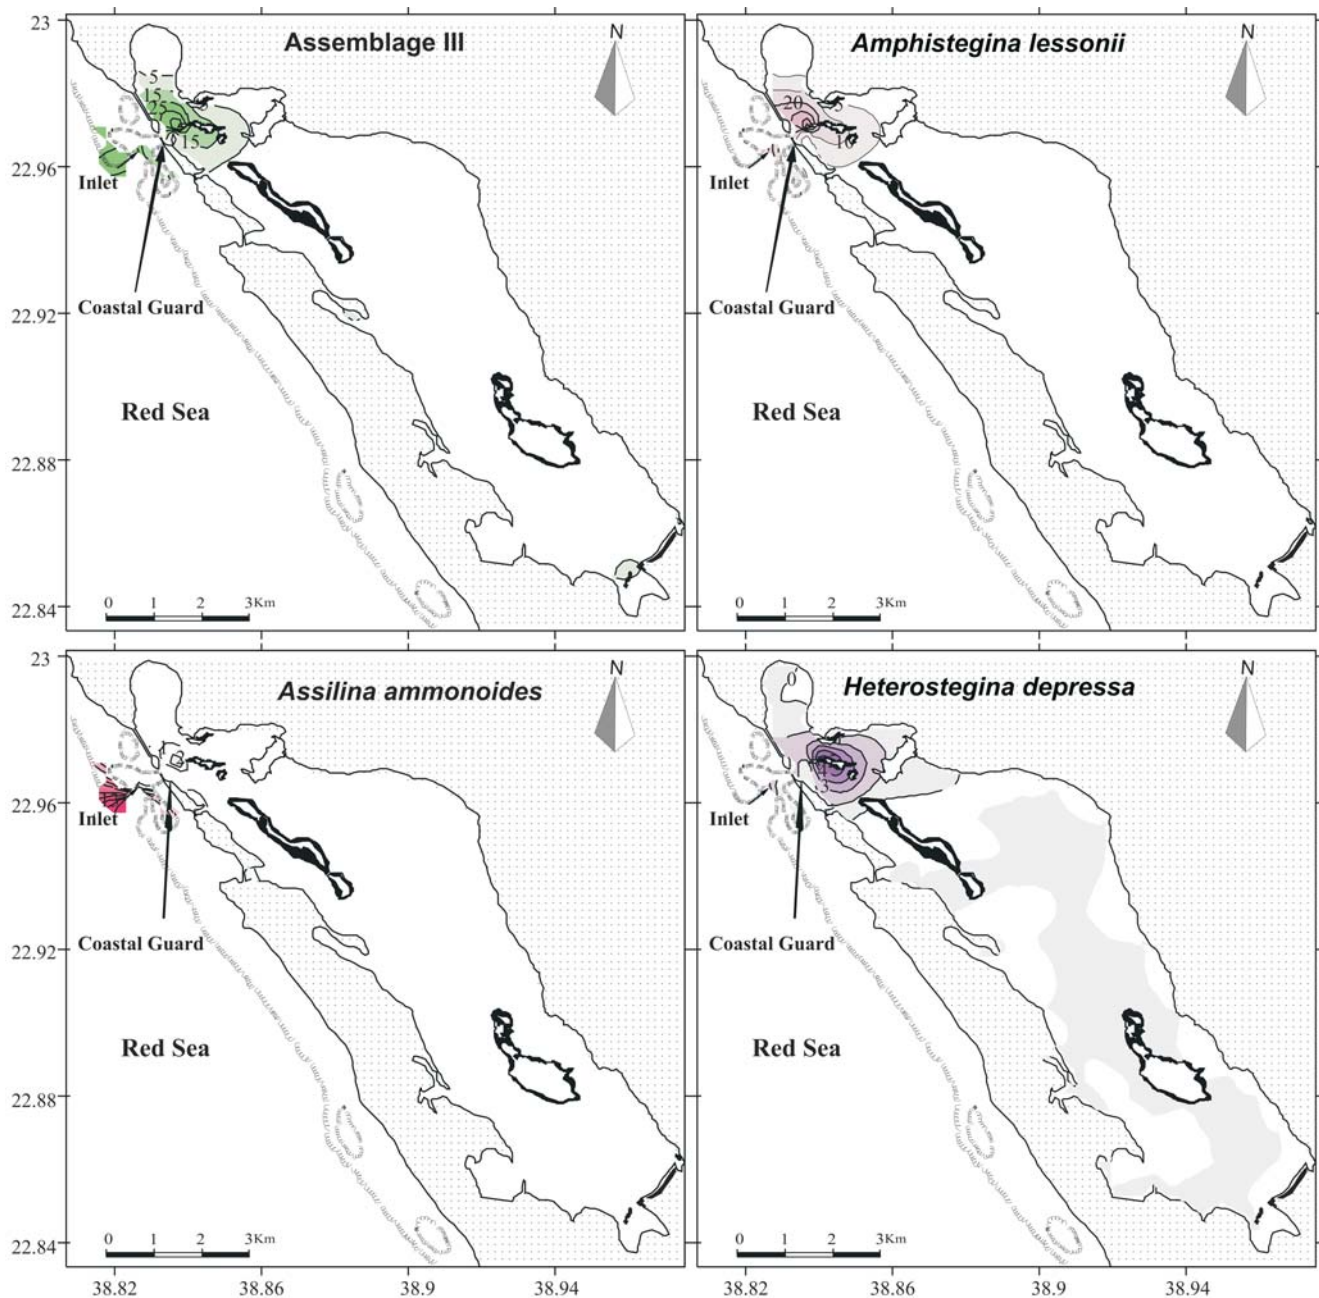 23
Assemblage III
N
5
15
25
5
15
22.96
Inlet
Coastal Guard
22.92
Red Sea
22.88
22.84
0 1 2 3Km
Amphistegina lessonii
N
20
5
10
Inlet
Coastal Guard
Red Sea
0 1 2 3Km
23
Assilina ammonoides
N
22.96
Inlet
Coastal Guard
22.92
Red Sea
22.88
22.84
0 1 2 3Km
38.82 38.86 38.9 38.94
0
Heterostegina depressa
N
Inlet
Coastal Guard
Red Sea
0 1 2 3Km
38.82 38.86 38.9 38.94